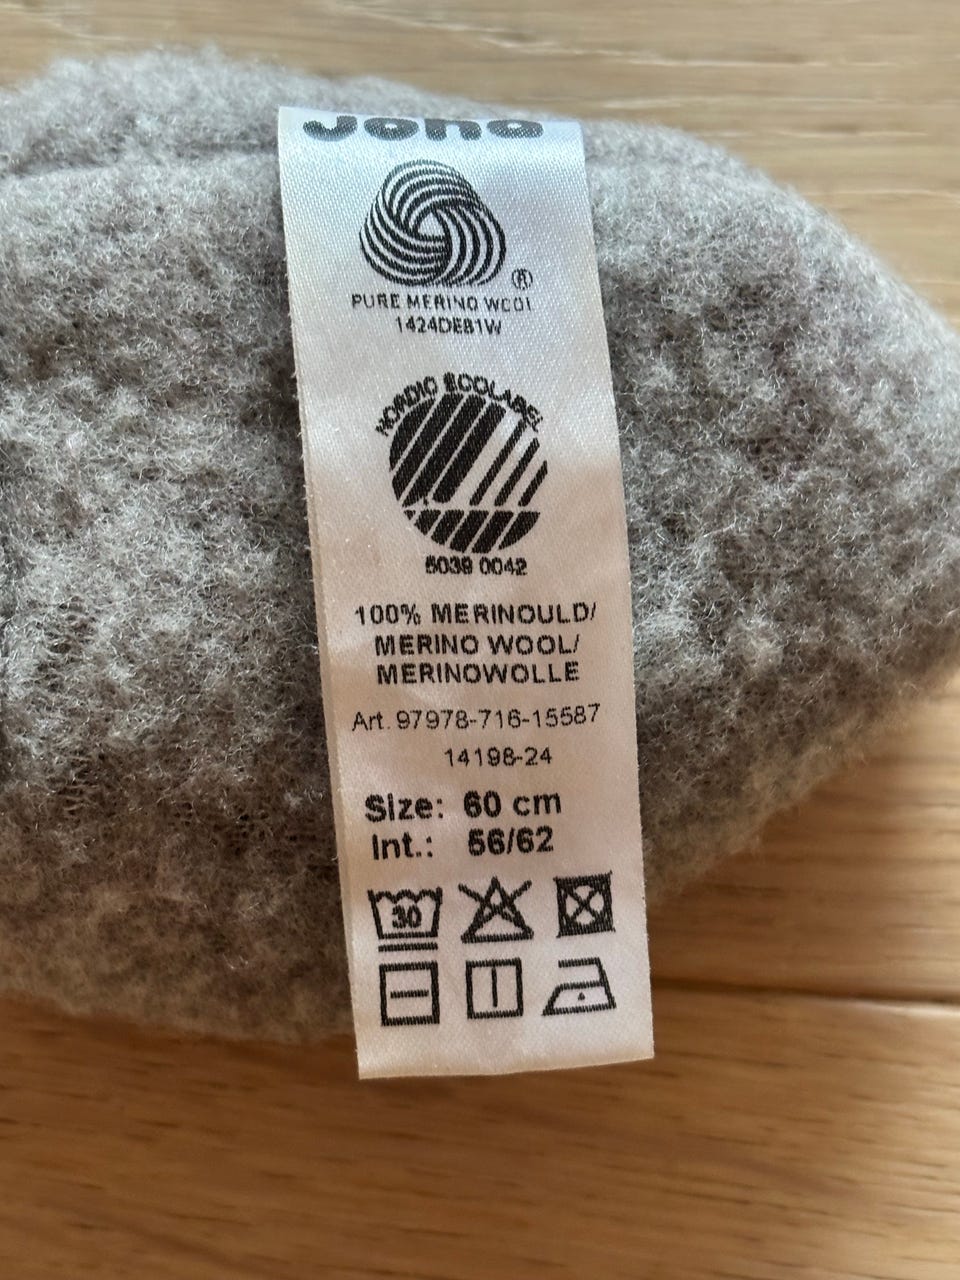 Joha
®
PURE MERINO WOOL
1424DE81W
NORDIC ECOLABEL
5039 0042
100% MERINOULD/
MERINO WOOL/
MERINOWOLLE
Art. 97978-716-15587
14198-24
Size: 60 cm
Int.: 56/62
30